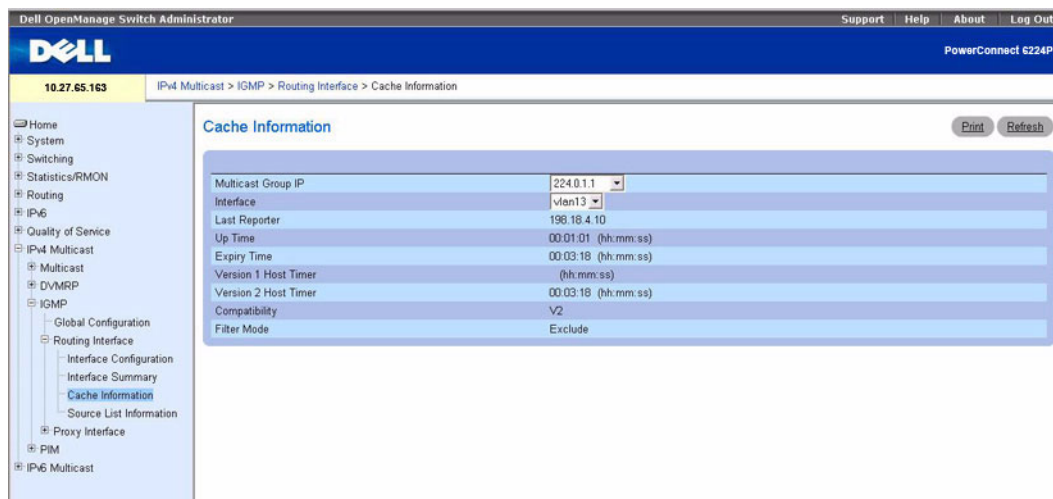 Dell OpenManage Switch Administrator
Support Help About Log Out
DELL
PowerConnect 6224P
10.27.65.163
IPv4 Multicast > IGMP > Routing Interface > Cache Information
Home
System
Switching
Statistics/RMON
Routing
IPv6
Quality of Service
IPv4 Multicast
Multicast
DVMRP
IGMP
Global Configuration
Routing Interface
Interface Configuration
Interface Summary
Cache Information
Source List Information
Proxy Interface
PIM
IPv6 Multicast
Cache Information
Print Refresh
Multicast Group IP 224.0.1.1
Interface vlan13
Last Reporter 198.18.4.10
Up Time 00:01:01 (hh:mm:ss)
Expiry Time 00:03:18 (hh:mm:ss)
Version 1 Host Timer (hh:mm:ss)
Version 2 Host Timer 00:03:18 (hh:mm:ss)
Compatibility V2
Filter Mode Exclude